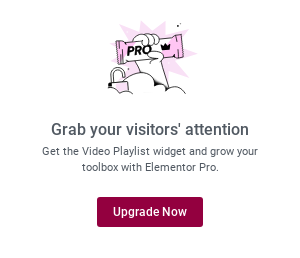 PRO
Grab your visitors' attention
Get the Video Playlist widget and grow your
toolbox with Elementor Pro.
Upgrade Now